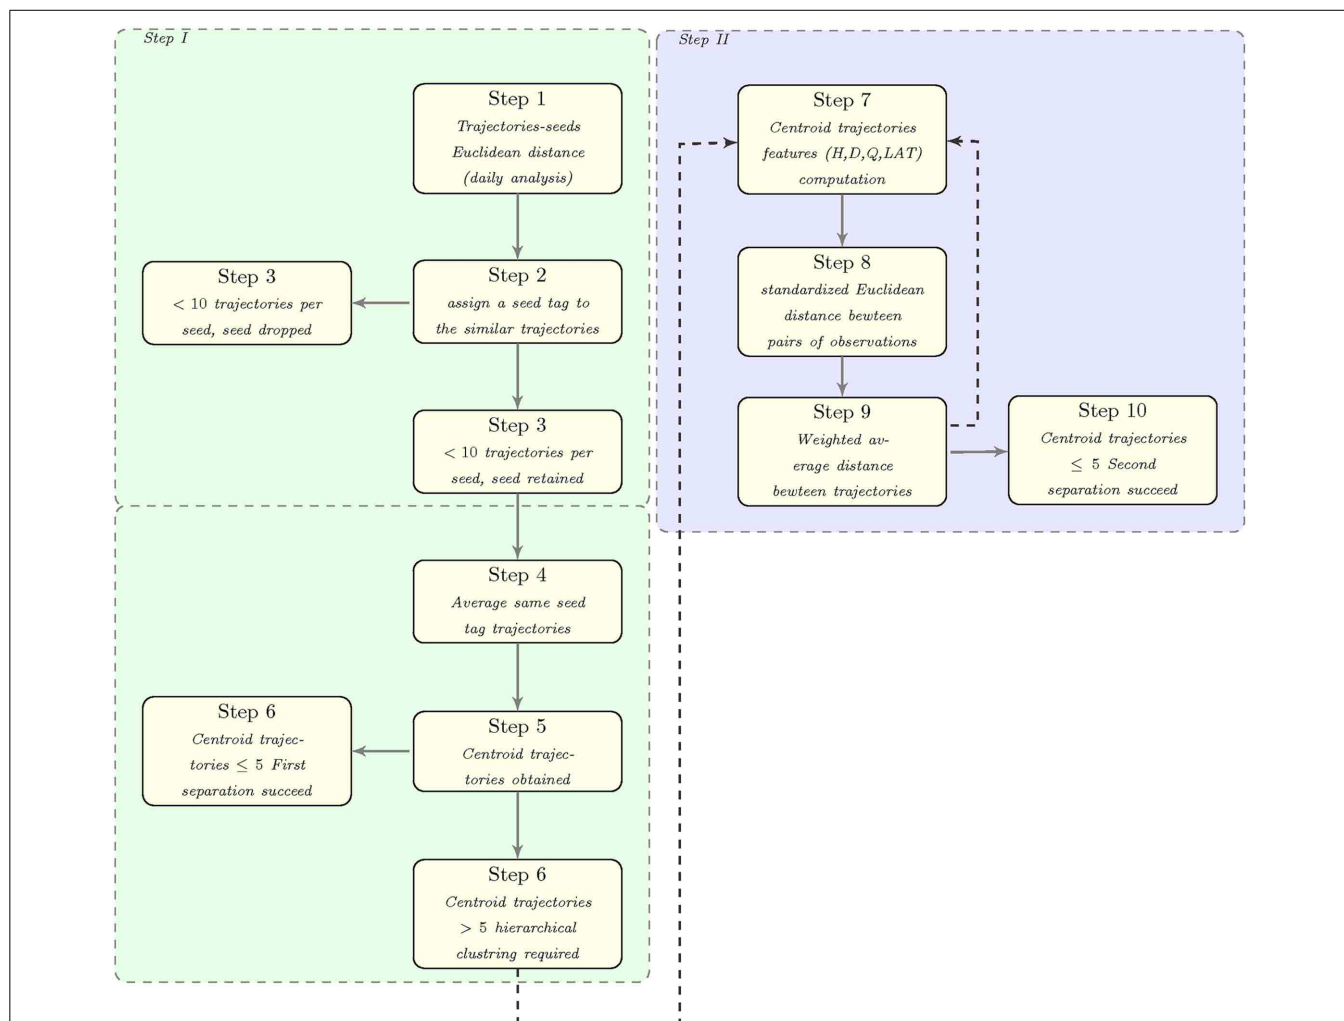 Step I
Step 1
Trajectories-seeds
Euclidean distance
(daily analysis)
Step 3
< 10 trajectories per
seed, seed dropped
Step 2
assign a seed tag to
the similar trajectories
Step 3
< 10 trajectories per
seed, seed retained
Step 4
Average same seed
tag trajectories
Step 6
Centroid trajec-
tories ≤ 5 First
separation succeed
Step 5
Centroid trajec-
tories obtained
Step 6
Centroid trajectories
> 5 hierarchical
clustring required
Step II
Step 7
Centroid trajectories
features (H,D,Q,LAT)
computation
Step 8
standardized Euclidean
distance bewteen
pairs of observations
Step 9
Weighted av-
erage distance
bewteen trajectories
Step 10
Centroid trajectories
≤ 5 Second
separation succeed